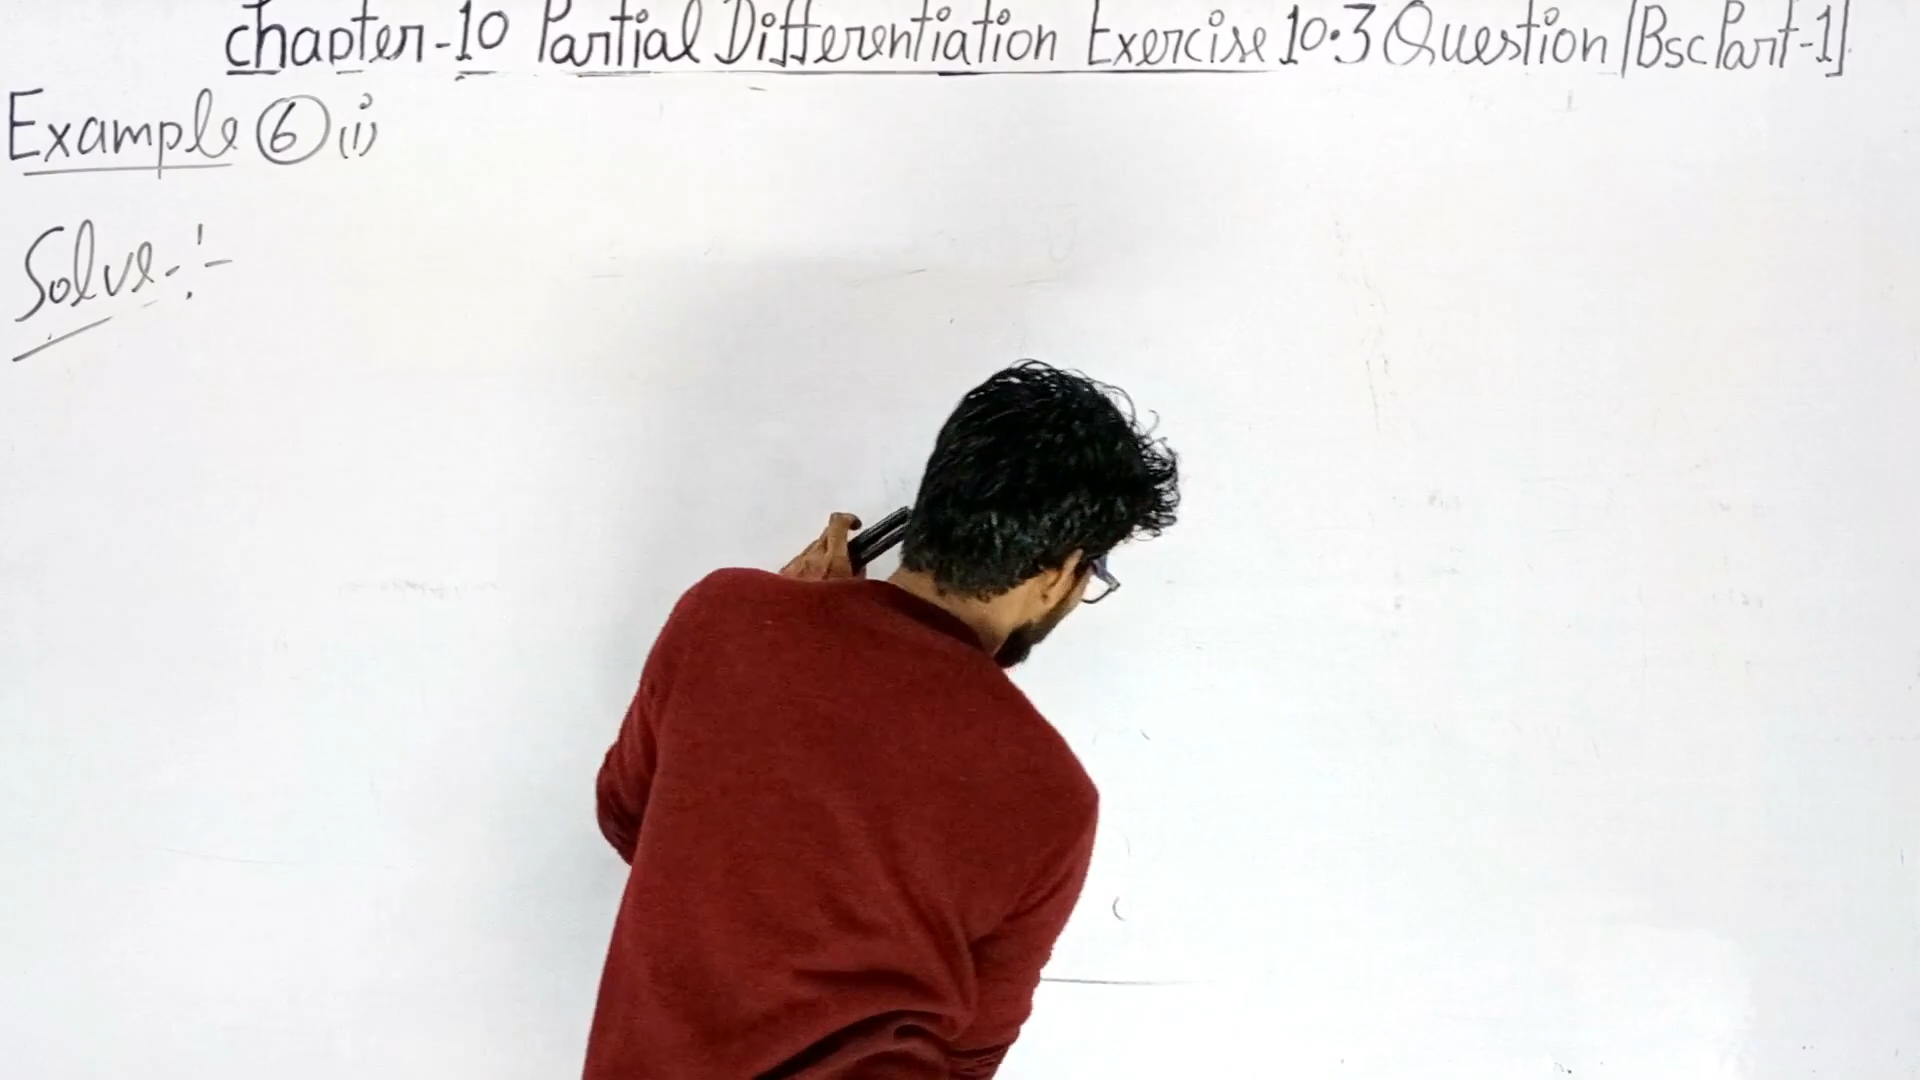 Chapter-10 Partial Differentiation Exercise 10.3 Question [Bsc Part-1]
Example 6 (i)
Solve:-